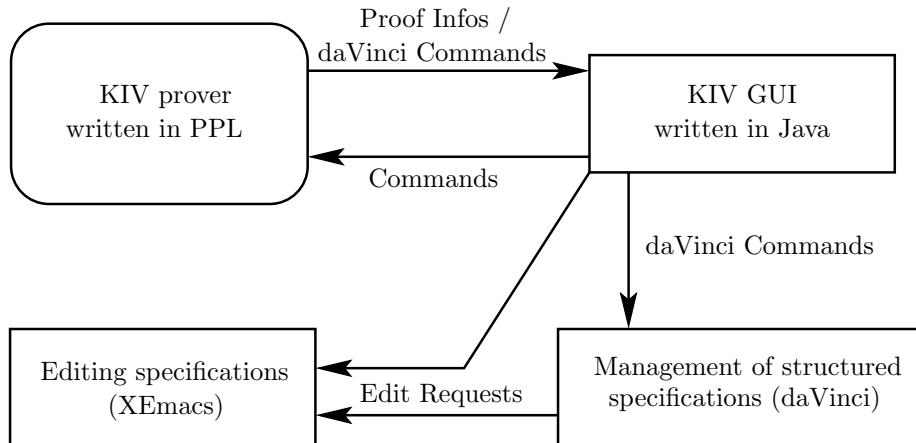 Proof Infos /
daVinci Commands
KIV prover
written in PPL
KIV GUI
written in Java
Commands
daVinci Commands
Editing specifications
(XEmacs)
Edit Requests
Management of structured
specifications (daVinci)